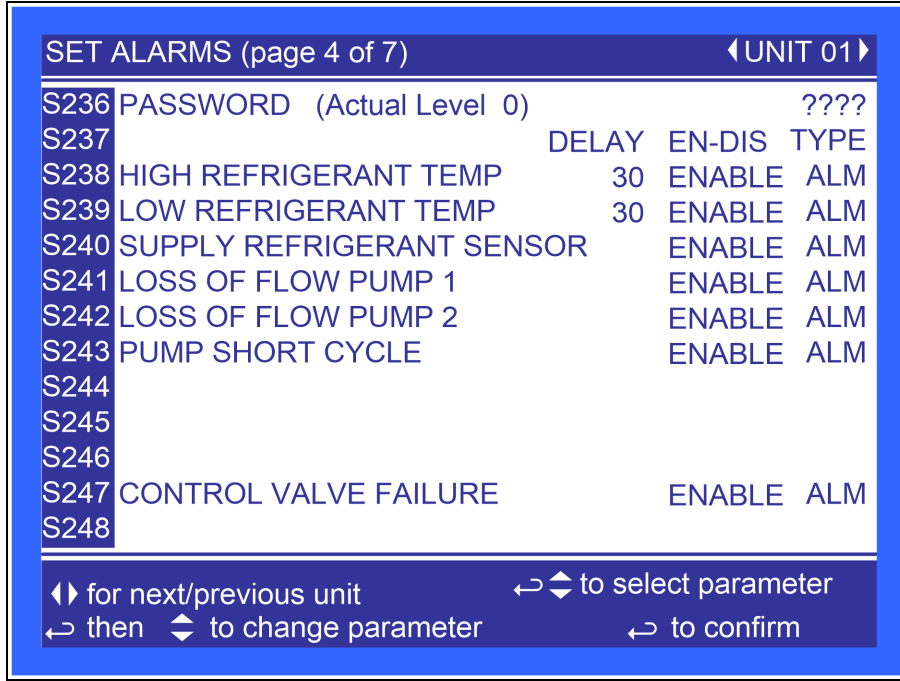 SET ALARMS (page 4 of 7) UNIT 01
S236 PASSWORD (Actual Level 0) ????
S237 DELAY EN-DIS TYPE
S238 HIGH REFRIGERANT TEMP 30 ENABLE ALM
S239 LOW REFRIGERANT TEMP 30 ENABLE ALM
S240 SUPPLY REFRIGERANT SENSOR ENABLE ALM
S241 LOSS OF FLOW PUMP 1 ENABLE ALM
S242 LOSS OF FLOW PUMP 2 ENABLE ALM
S243 PUMP SHORT CYCLE ENABLE ALM
S244
S245
S246
S247 CONTROL VALVE FAILURE ENABLE ALM
S248
for next/previous unit to select parameter
then to change parameter to confirm